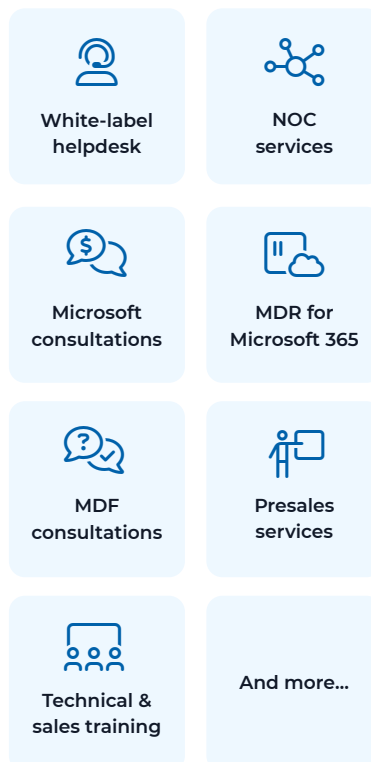 White-label
helpdesk
NOC
services
$
Microsoft
consultations
MDR for
Microsoft 365
?
MDF
consultations
Presales
services
Technical &
sales training
And more...